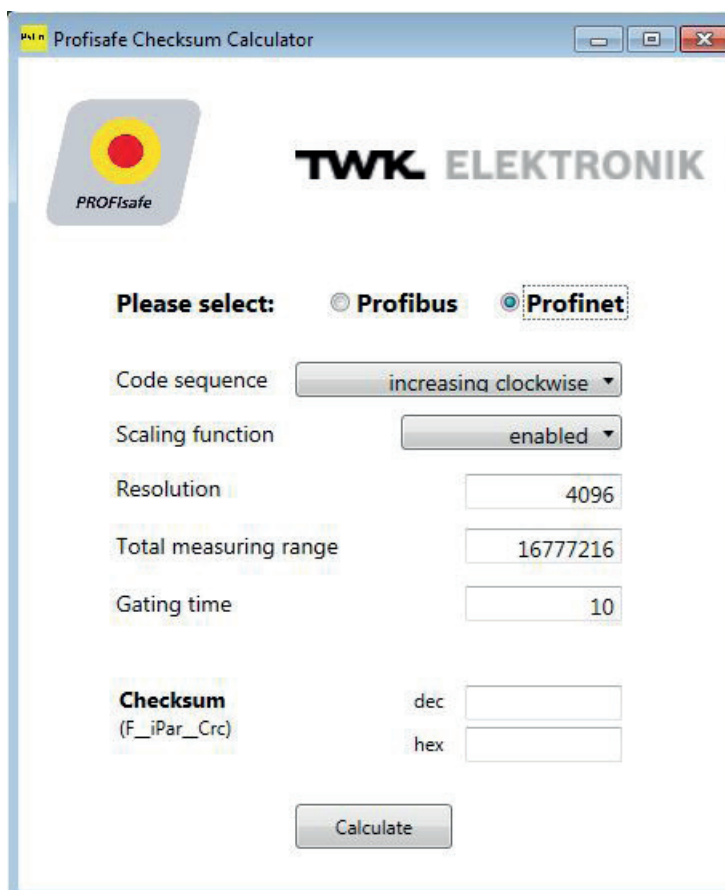 Profisafe Checksum Calculator
PROFIsafe
TWK ELEKTRONIK
Please select: Profibus Profinet
Code sequence increasing clockwise
Scaling function enabled
Resolution 4096
Total measuring range 16777216
Gating time 10
Checksum dec
(F__iPar__Crc)
hex
Calculate